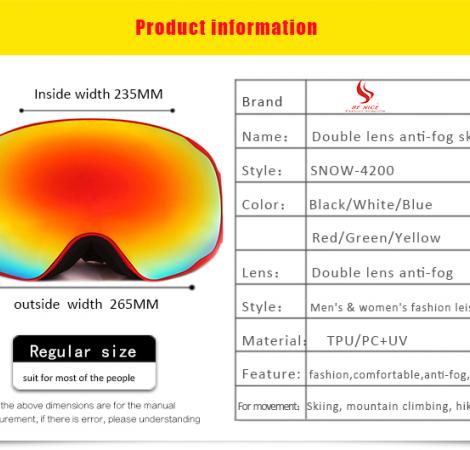 Product information
Inside width 235MM
outside width 265MM
Regular size
suit for most of the people
the above dimensions are for the manual
urement, if there is error, please understanding
Brand BE NICE
Name: Double lens anti-fog sk
Style: SNOW-4200
Color: Black/White/Blue
Red/Green/Yellow
Lens: Double lens anti-fog
Style: Men's & women's fashion leis
Material: TPU/PC+UV
Feature: fashion,comfortable,anti-fog,
For movement: Skiing, mountain climbing, hik